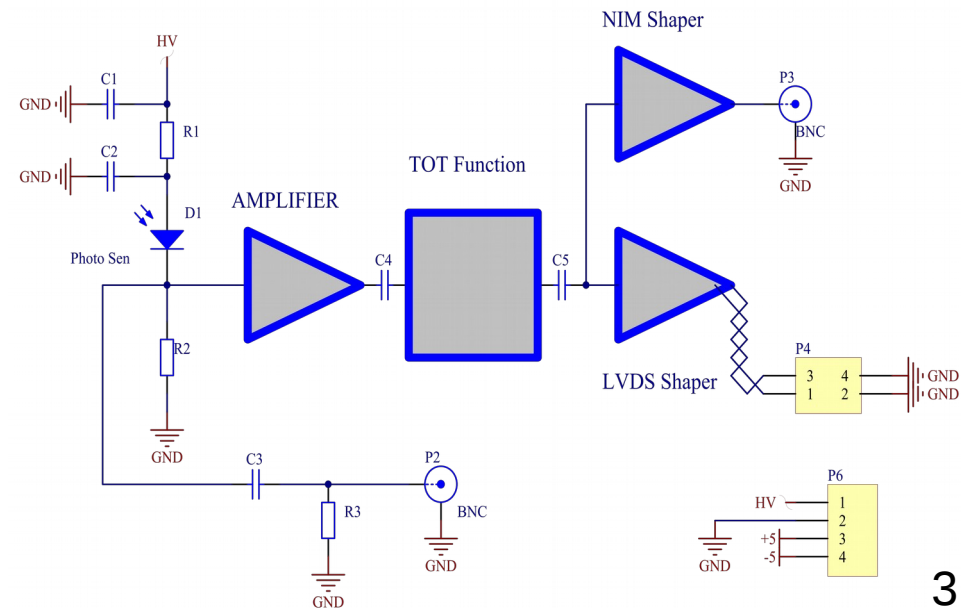 NIM Shaper
HV
P3
C1
GND
R1
BNC
C2
GND
TOT Function
GND
AMPLIFIER
D1
Photo Sen
C4
C5
R2
P4
LVDS Shaper
3 4 GND
1 2 GND
GND
C3
P2
P6
R3
BNC
HV 1
2
+5 3
-5 4
GND
GND
GND
3